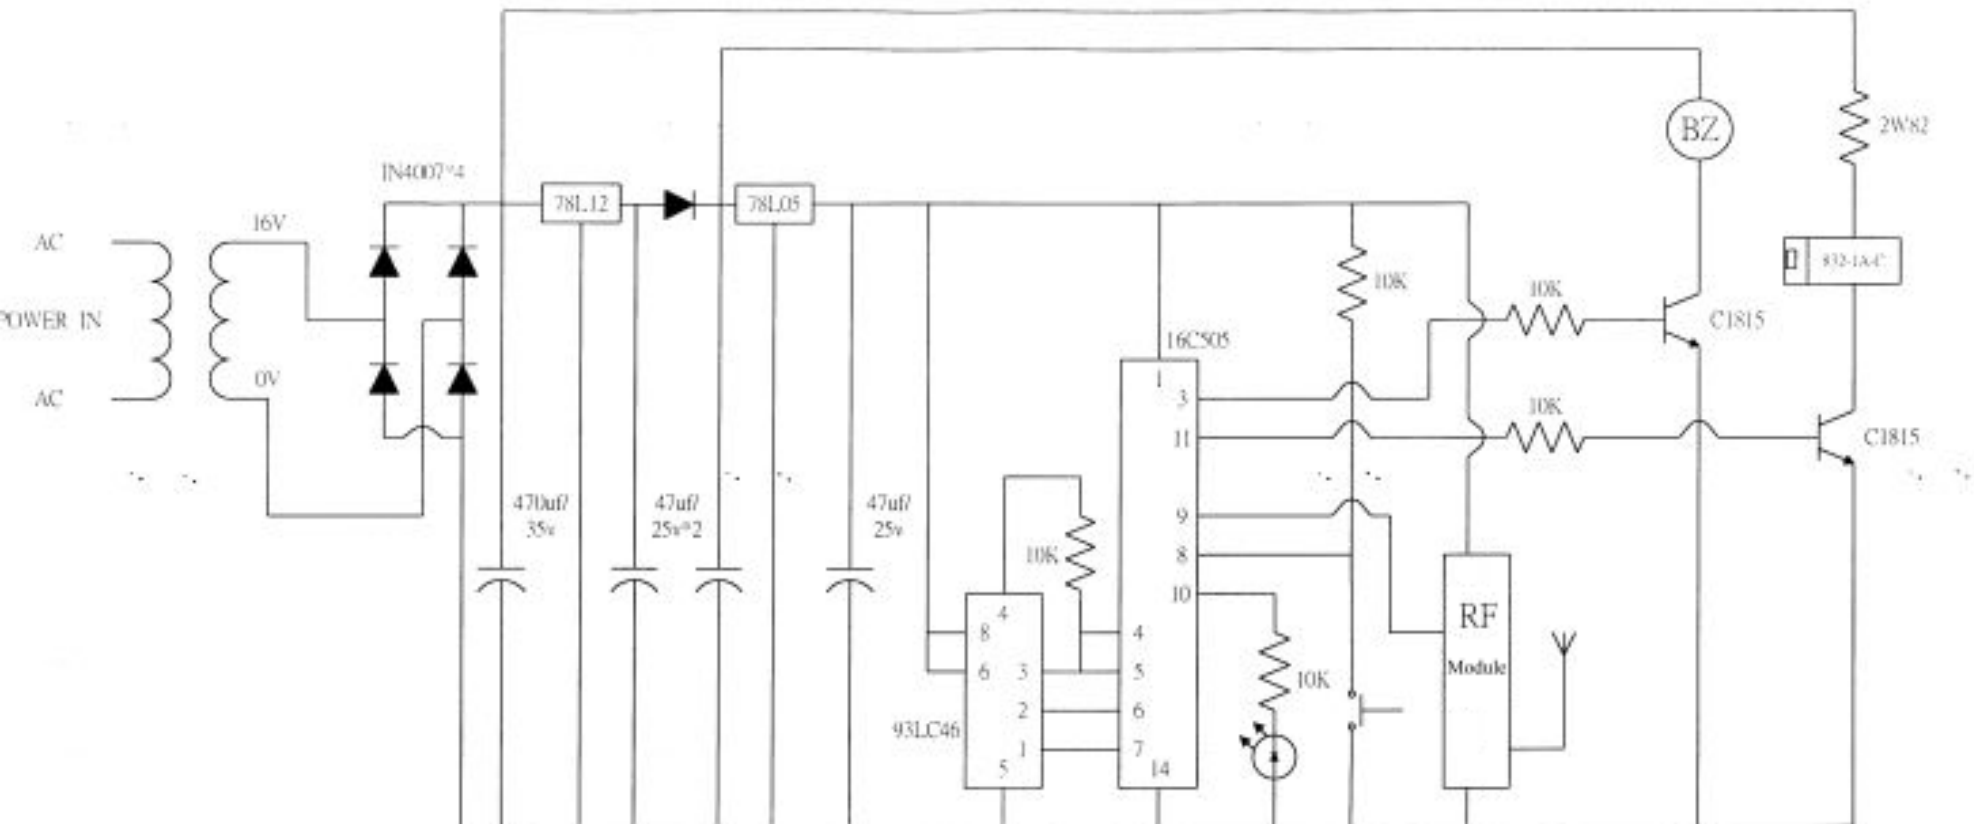 BZ
2W82
IN4007*4
78L12
78L05
16V
AC
832-1A-C
10K
10K
C1815
POWER IN
16C505
0V
1
3
AC
10K
11
C1815
470uf/
35v
47uf/
25v*2
47uf/
25v
9
10K
8
10
4
RF
8
4
Module
6
3
5
10K
2
6
93LC46
1
7
5
14